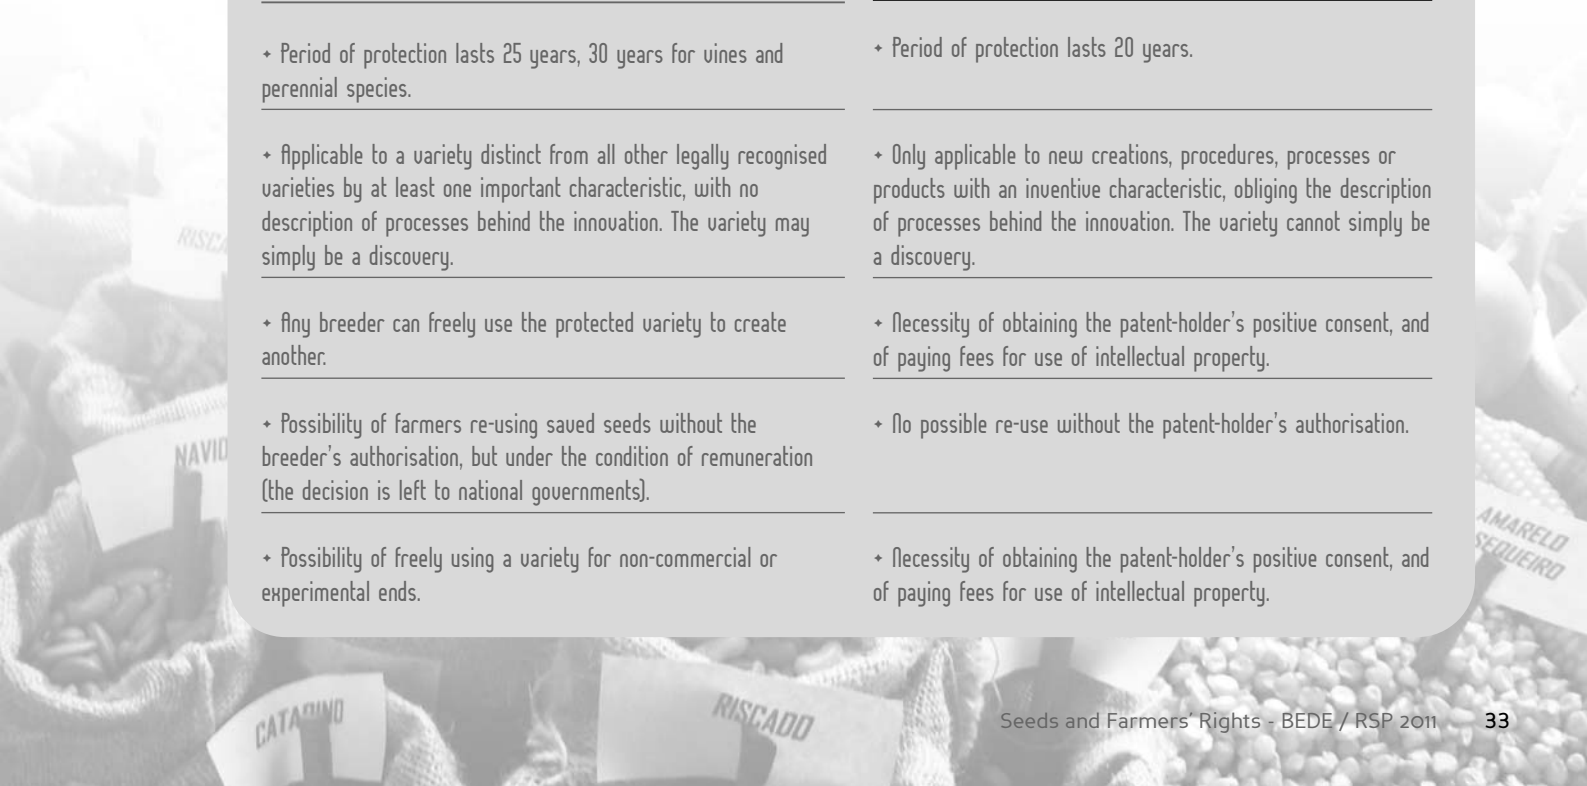 ✦ Period of protection lasts 25 years, 30 years for vines and
perennial species.
✦ Period of protection lasts 20 years.
✦ Applicable to a variety distinct from all other legally recognised
varieties by at least one important characteristic, with no
description of processes behind the innovation. The variety may
simply be a discovery.
✦ Only applicable to new creations, procedures, processes or
products with an inventive characteristic, obliging the description
of processes behind the innovation. The variety cannot simply be
a discovery.
✦ Any breeder can freely use the protected variety to create
another.
✦ Necessity of obtaining the patent-holder's positive consent, and
of paying fees for use of intellectual property.
✦ Possibility of farmers re-using saved seeds without the
breeder's authorisation, but under the condition of remuneration
(the decision is left to national governments).
✦ No possible re-use without the patent-holder's authorisation.
✦ Possibility of freely using a variety for non-commercial or
experimental ends.
✦ Necessity of obtaining the patent-holder's positive consent, and
of paying fees for use of intellectual property.
RISCA
NAVID
AMARELO
SEQUEIRO
CATARINO
RISCADO
Seeds and Farmers' Rights - BEDE / RSP 2011 33